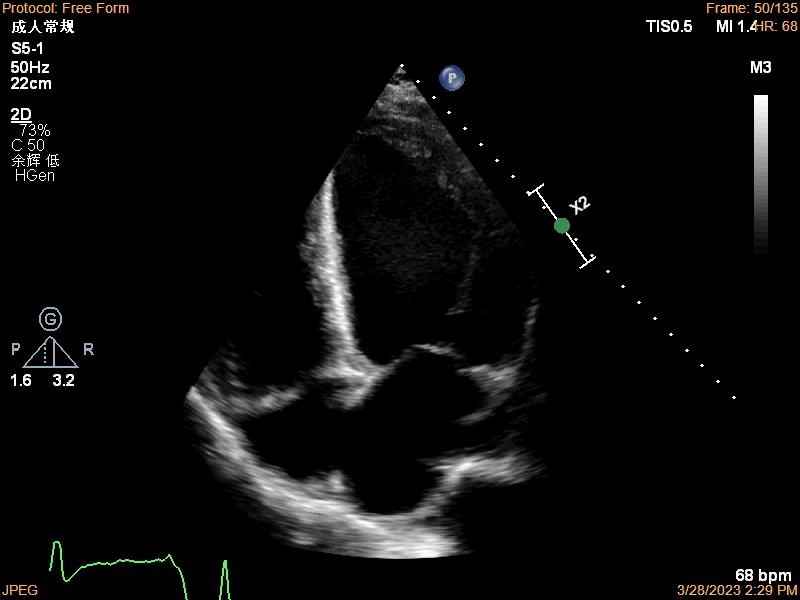 Protocol: Free Form
Frame: 50/135
成人常规
TIS0.5 MI 1.4
HR: 68
S5-1
50Hz
22cm
M3
2D
73%
C 50
余辉 低
HGen
P
X2
G
P R
1.6 3.2
JPEG
68 bpm
3/28/2023 2:29 PM